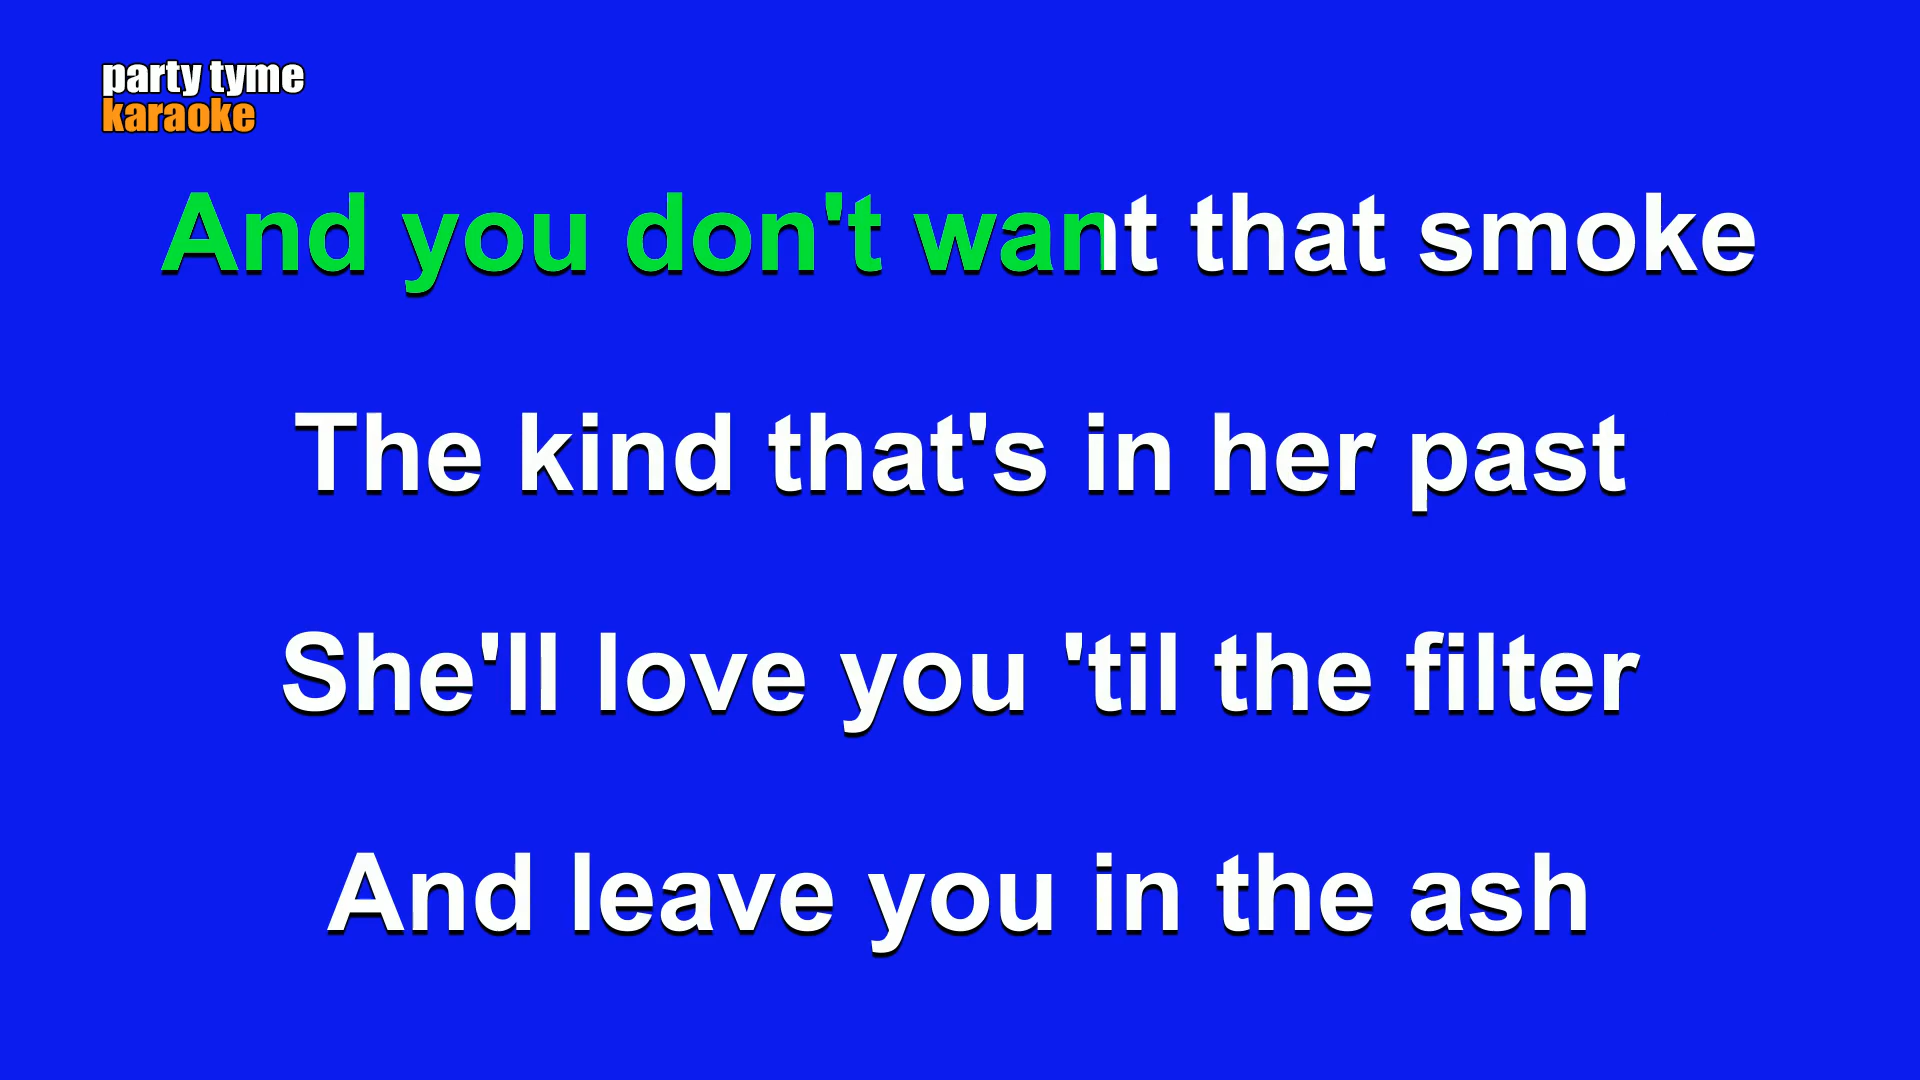 party tyme
karaoke
And you don't want that smoke
The kind that's in her past
She'll love you 'til the filter
And leave you in the ash